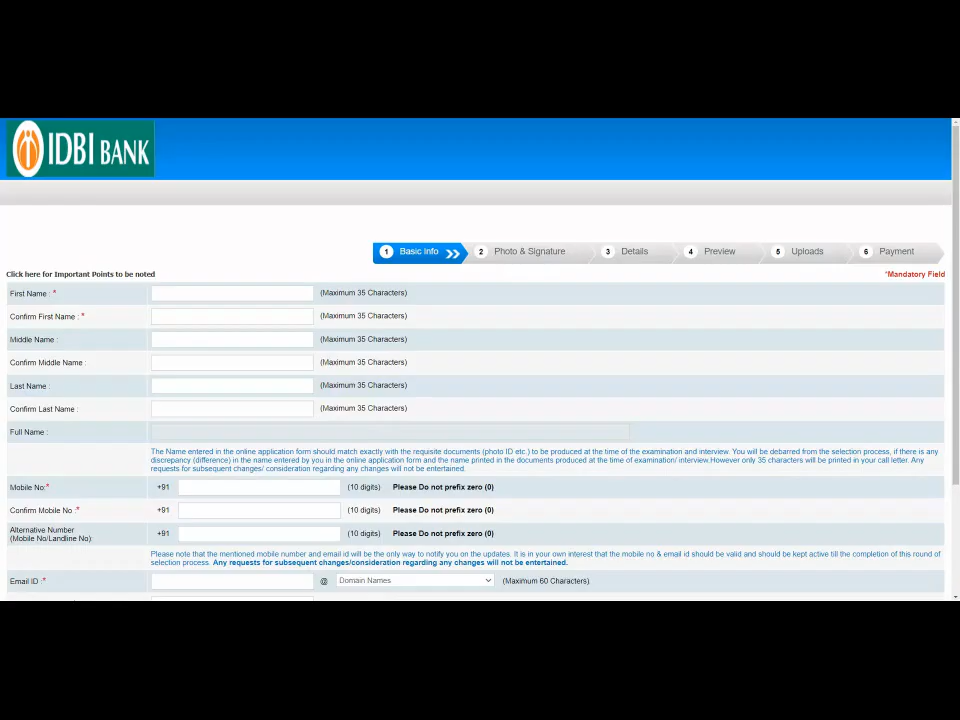 IDBI BANK
1 Basic Info 2 Photo & Signature 3 Details 4 Preview 5 Uploads 6 Payment
Click here for Important Points to be noted *Mandatory Field
First Name : * (Maximum 35 Characters)
Confirm First Name : * (Maximum 35 Characters)
Middle Name : (Maximum 35 Characters)
Confirm Middle Name : (Maximum 35 Characters)
Last Name : (Maximum 35 Characters)
Confirm Last Name : (Maximum 35 Characters)
Full Name :
The Name entered in the online application form should match exactly with the requisite documents (photo ID etc.) to be produced at the time of the examination and interview. You will be debarred from the selection process, if there is any
discrepancy (difference) in the name entered by you in the online application form and the name printed in the documents produced at the time of examination/ interview.However only 35 characters will be printed in your call letter. Any
requests for subsequent changes/ consideration regarding any changes will not be entertained.
Mobile No:* +91 (10 digits) Please Do not prefix zero (0)
Confirm Mobile No :* +91 (10 digits) Please Do not prefix zero (0)
Alternative Number
(Mobile No/Landline No): +91 (10 digits) Please Do not prefix zero (0)
Please note that the mentioned mobile number and email id will be the only way to notify you on the updates. It is in your own interest that the mobile no & email id should be valid and should be kept active till the completion of this round of
selection process. Any requests for subsequent changes/consideration regarding any changes will not be entertained.
Email ID : * @ Domain Names (Maximum 60 Characters)